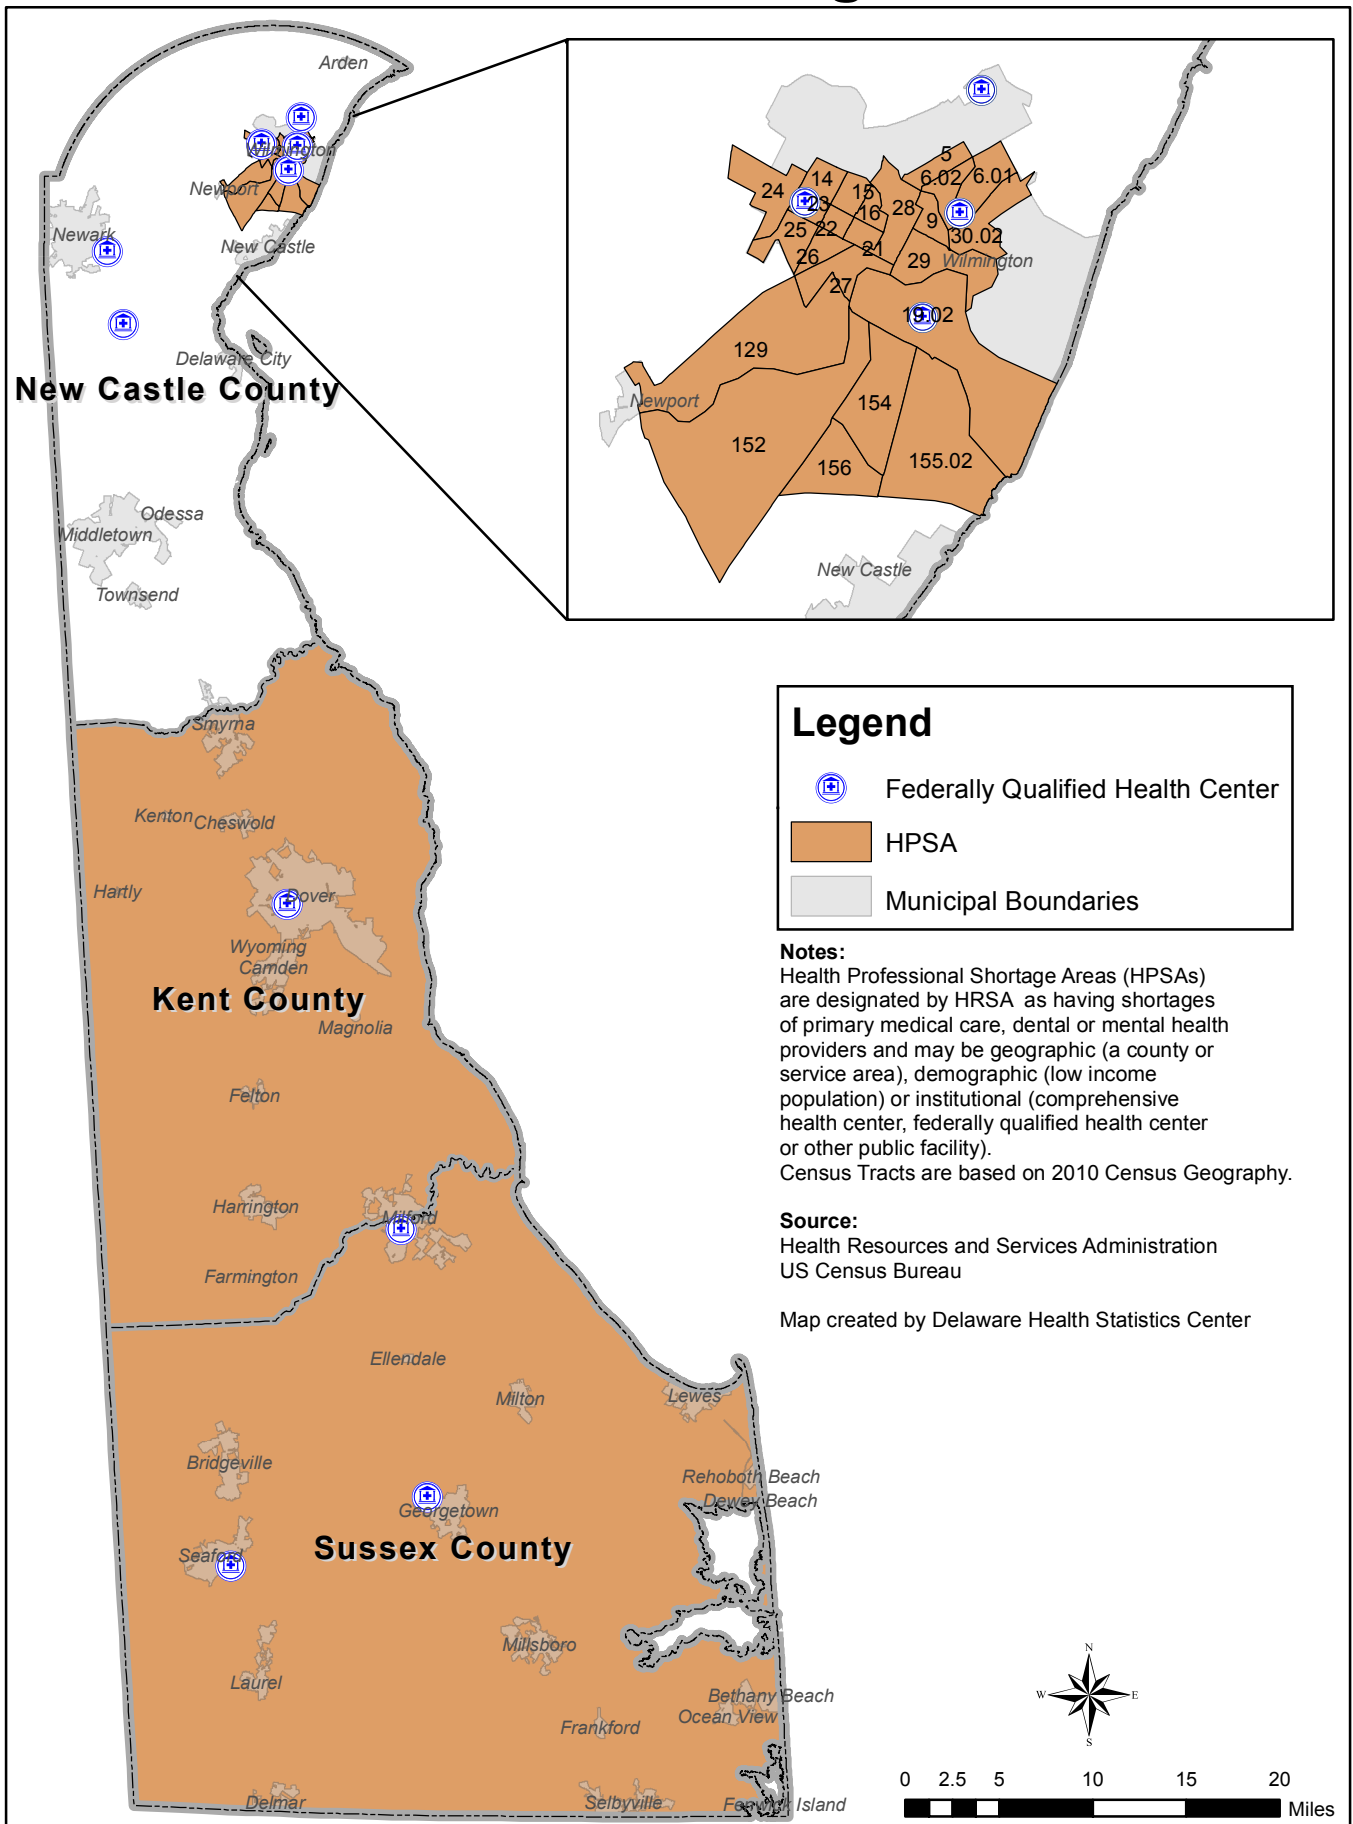 Arden
Wilmington
Newport
Newark
New Castle
Delaware City
New Castle County
Odessa
Middletown
Townsend
5
6.02
6.01
14
24
15
23
16
28
9
25
22
30.02
21
26
29
Wilmington
27
19.02
129
Newport
154
152
156
155.02
New Castle
Smyrna
Kenton
Cheswold
Hartly
Dover
Wyoming
Camden
Kent County
Magnolia
Felton
Harrington
Milford
Farmington
Ellendale
Milton
Lewes
Bridgeville
Rehoboth Beach
Dewey Beach
Georgetown
Sussex County
Seaford
Millsboro
Laurel
Bethany Beach
Ocean View
Frankford
Delmar
Selbyville
Fenwick Island
Legend
Federally Qualified Health Center
HPSA
Municipal Boundaries
Notes:
Health Professional Shortage Areas (HPSAs)
are designated by HRSA as having shortages
of primary medical care, dental or mental health
providers and may be geographic (a county or
service area), demographic (low income
population) or institutional (comprehensive
health center, federally qualified health center
or other public facility).
Census Tracts are based on 2010 Census Geography.
Source:
Health Resources and Services Administration
US Census Bureau
Map created by Delaware Health Statistics Center
N
W E
S
0 2.5 5 10 15 20
Miles